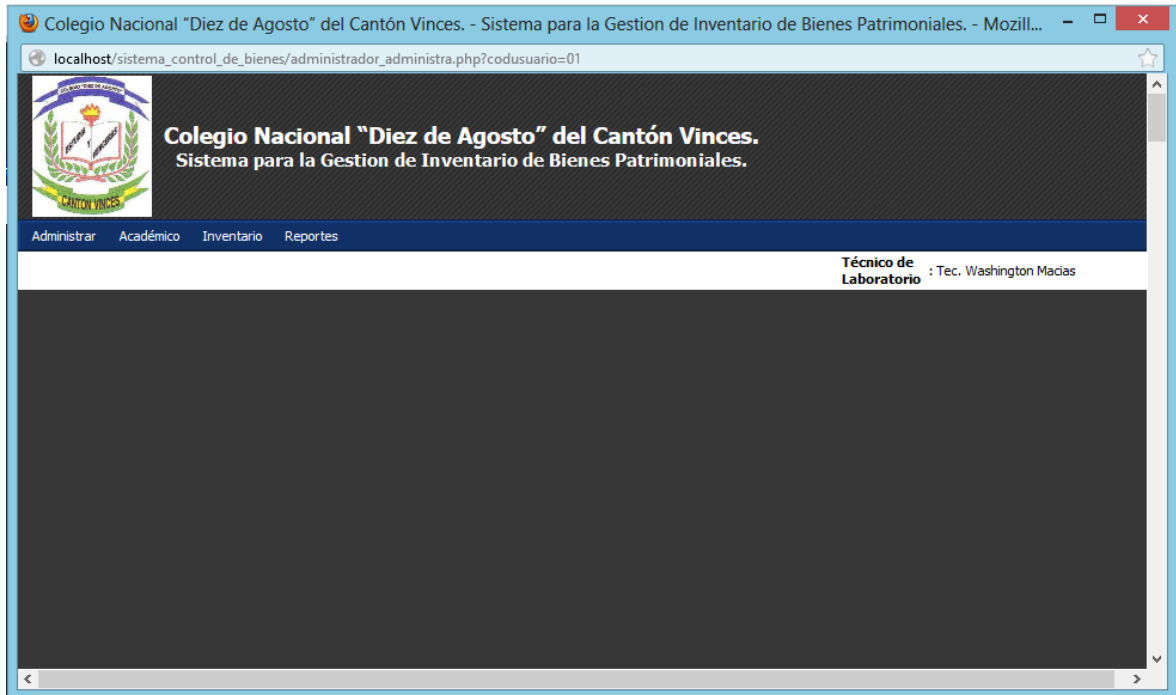 Colegio Nacional “Diez de Agosto” del Cantón Vinces. - Sistema para la Gestion de Inventario de Bienes Patrimoniales. - Mozill...
localhost/sistema_control_de_bienes/administrador_administra.php?codusuario=01
Colegio Nacional “Diez de Agosto” del Cantón Vinces.
Sistema para la Gestion de Inventario de Bienes Patrimoniales.
CANTON VINCES
Administrar Académico Inventario Reportes
Técnico de
Laboratorio : Tec. Washington Macias